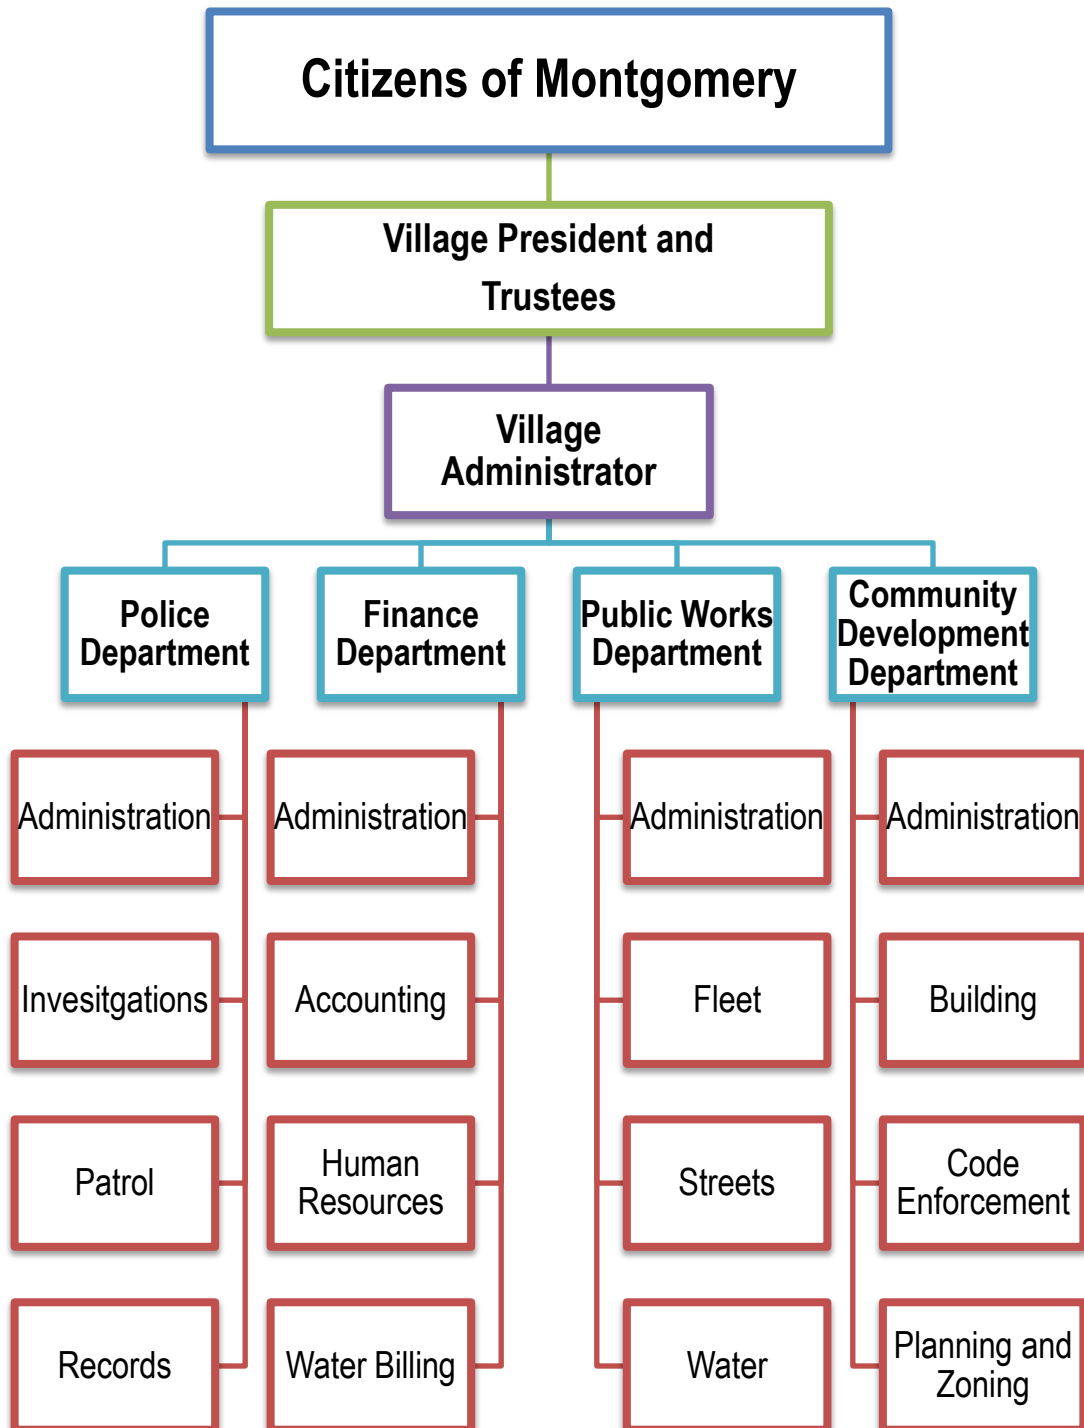 Citizens of Montgomery
Village President and
Trustees
Village
Administrator
Police
Department
Finance
Department
Public Works
Department
Community
Development
Department
Administration
Administration
Administration
Administration
Invesitgations
Accounting
Fleet
Building
Patrol
Human
Resources
Streets
Code
Enforcement
Records
Water Billing
Water
Planning and
Zoning